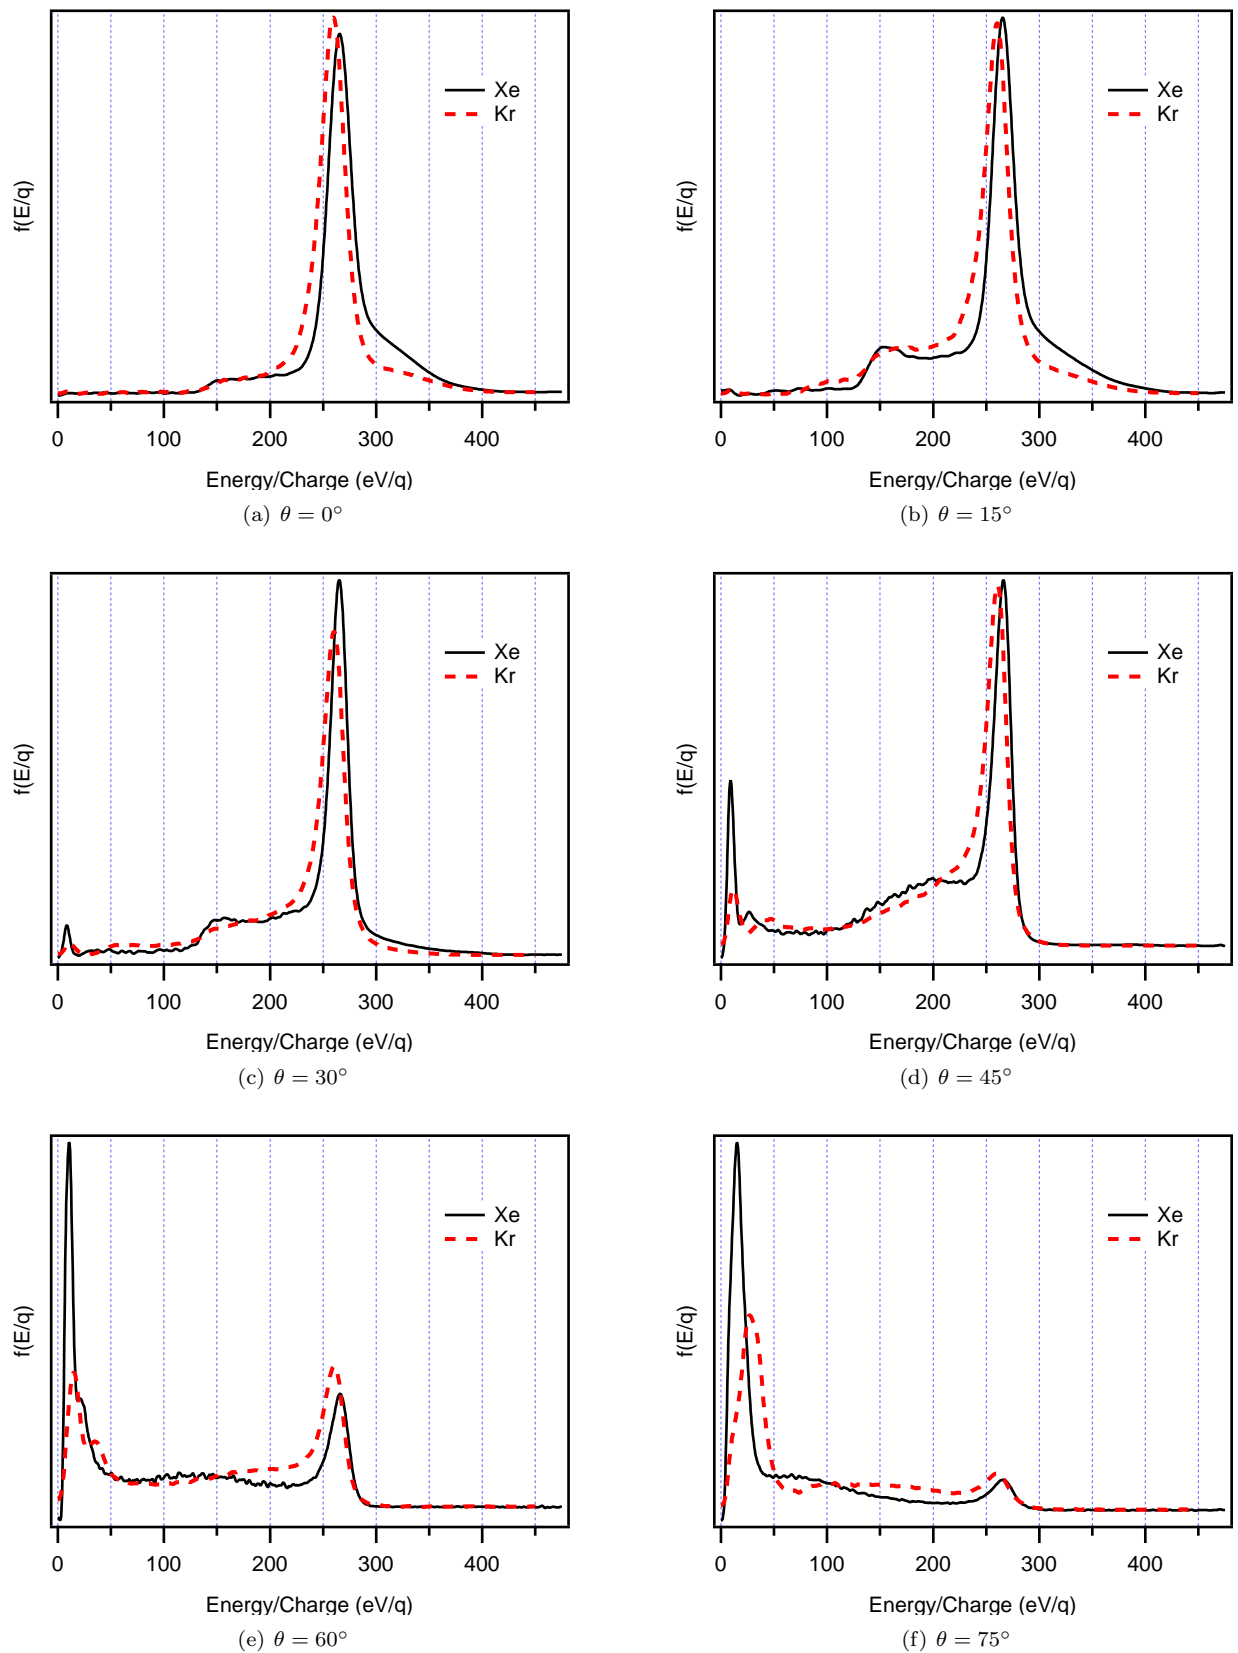 f(E/q)
Xe
Kr
0 100 200 300 400
Energy/Charge (eV/q)
(a) θ = 0°
f(E/q)
Xe
Kr
0 100 200 300 400
Energy/Charge (eV/q)
(b) θ = 15°
f(E/q)
Xe
Kr
0 100 200 300 400
Energy/Charge (eV/q)
(c) θ = 30°
f(E/q)
Xe
Kr
0 100 200 300 400
Energy/Charge (eV/q)
(d) θ = 45°
f(E/q)
Xe
Kr
0 100 200 300 400
Energy/Charge (eV/q)
(e) θ = 60°
f(E/q)
Xe
Kr
0 100 200 300 400
Energy/Charge (eV/q)
(f) θ = 75°